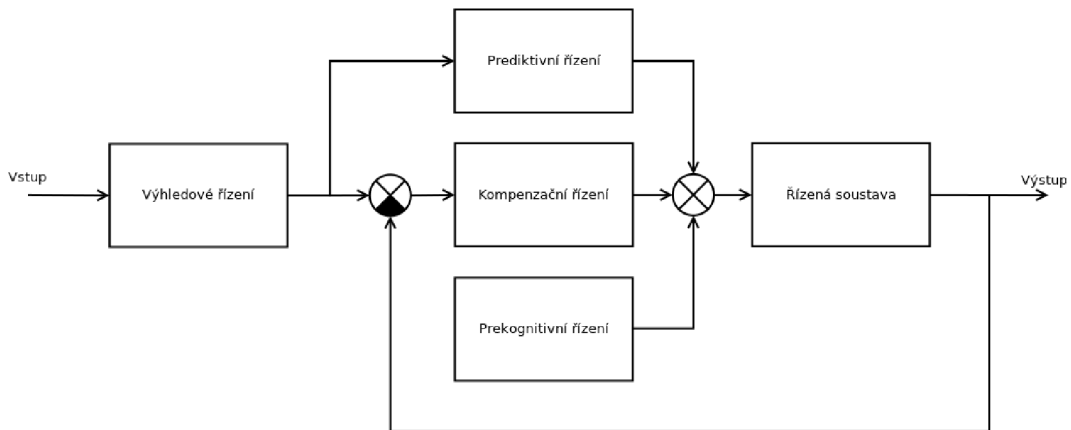 Prediktivní řízení
Vstup
Výhledové řízení
Kompenzační řízení
Řízená soustava
Výstup
Prekognitivní řízení